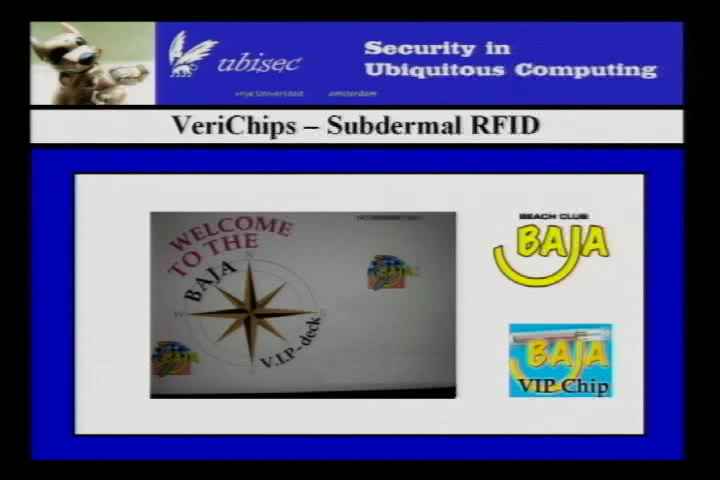 ubisec
Security in
Ubiquitous Computing
vrije Universiteit amsterdam
VeriChips – Subdermal RFID
WELCOME
TO THE
BAJA
V.I.P-deck
N
W
E
S
BAJA
BEACH CLUB
BAJA
BAJA
VIP Chip